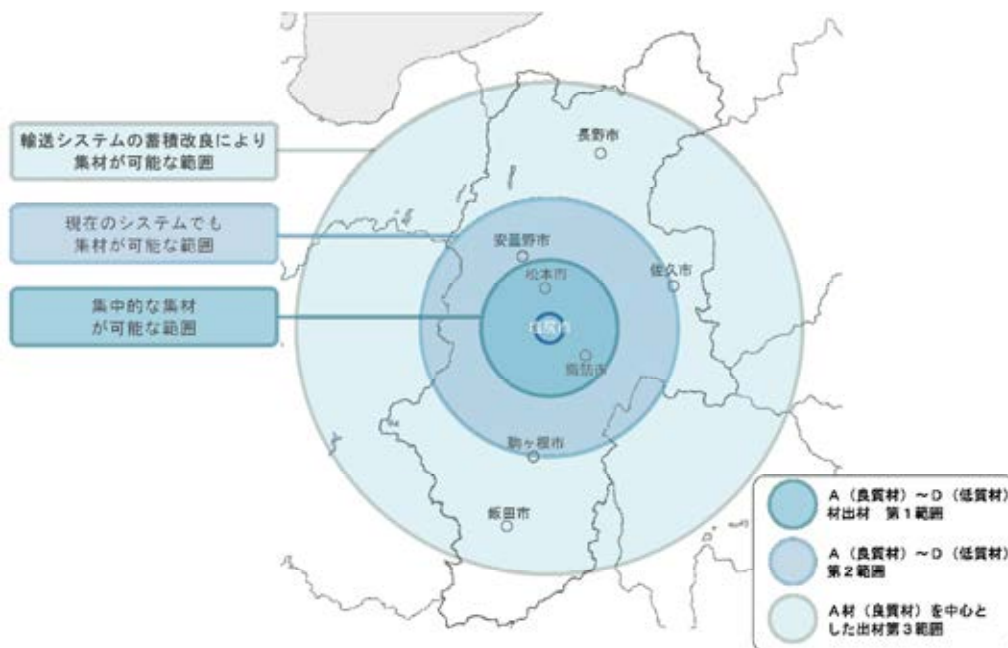 輸送システムの蓄積改良により
集材が可能な範囲
現在のシステムでも
集材が可能な範囲
集中的な集材
が可能な範囲
長野市
安曇野市
松本市
佐久市
諏訪市
駒ヶ根市
飯田市
A（良質材）～D（低質材）
材出材 第1範囲
A（良質材）～D（低質材）
第2範囲
A材（良質材）を中心と
した出材第3範囲